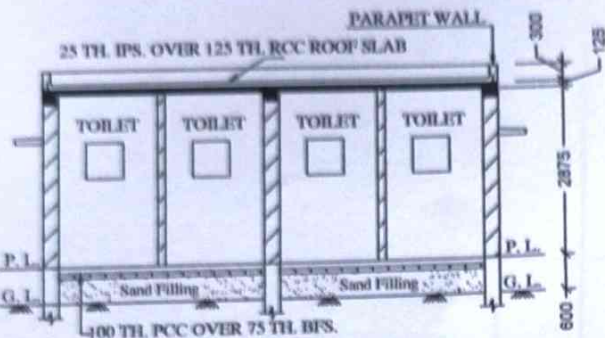 PARAPET WALL
25 TH. IPS. OVER 125 TH. RCC ROOF SLAB
300
125
TOILET TOILET TOILET TOILET
2875
P. L. P. L.
G. L. Sand Filling Sand Filling G. L.
600
100 TH. PCC OVER 75 TH. BFS.